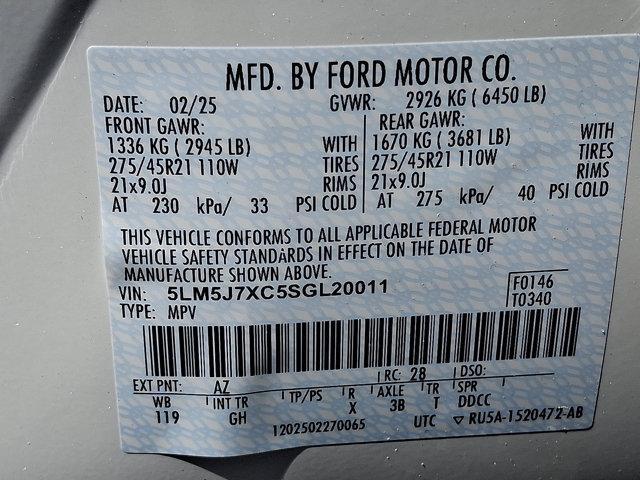 MFD. BY FORD MOTOR CO.
DATE: 02/25 GVWR: 2926 KG ( 6450 LB)
FRONT GAWR: REAR GAWR:
1336 KG ( 2945 LB) WITH 1670 KG ( 3681 LB) WITH
275/45R21 110W TIRES 275/45R21 110W TIRES
21x9.0J RIMS 21x9.0J RIMS
AT 230 kPa/ 33 PSI COLD AT 275 kPa/ 40 PSI COLD
THIS VEHICLE CONFORMS TO ALL APPLICABLE FEDERAL MOTOR
VEHICLE SAFETY STANDARDS IN EFFECT ON THE DATE OF
MANUFACTURE SHOWN ABOVE.
VIN: 5LM5J7XC5SGL20011 F0146
TYPE: MPV T0340
EXT PNT: AZ RC: 28 DSO:
WB INT TR TP/PS R AXLE TR SPR
119 GH X 3B T DDCC
1202502270065 UTC ▽ RU5A-1520472-AB